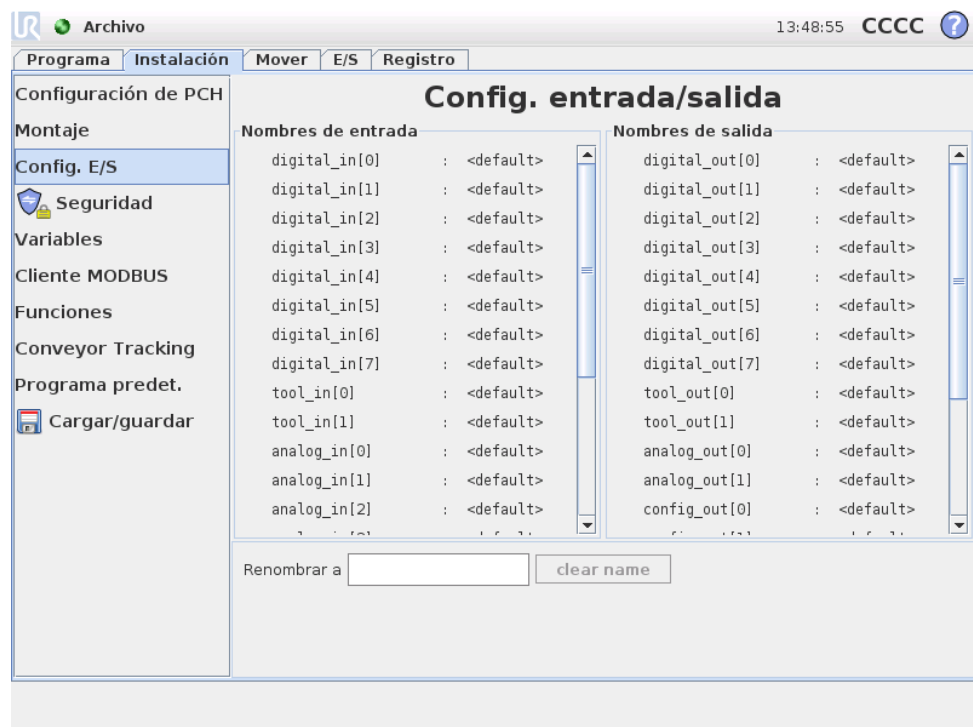 UR Archivo 13:48:55 CCCC ?
Programa Instalación Mover E/S Registro
Configuración de PCH
Montaje
Config. E/S
Seguridad
Variables
Cliente MODBUS
Funciones
Conveyor Tracking
Programa predet.
Cargar/guardar
Config. entrada/salida
Nombres de entrada
digital_in[0] : <default>
digital_in[1] : <default>
digital_in[2] : <default>
digital_in[3] : <default>
digital_in[4] : <default>
digital_in[5] : <default>
digital_in[6] : <default>
digital_in[7] : <default>
tool_in[0] : <default>
tool_in[1] : <default>
analog_in[0] : <default>
analog_in[1] : <default>
analog_in[2] : <default>
Nombres de salida
digital_out[0] : <default>
digital_out[1] : <default>
digital_out[2] : <default>
digital_out[3] : <default>
digital_out[4] : <default>
digital_out[5] : <default>
digital_out[6] : <default>
digital_out[7] : <default>
tool_out[0] : <default>
tool_out[1] : <default>
analog_out[0] : <default>
analog_out[1] : <default>
config_out[0] : <default>
Renombrar a clear name